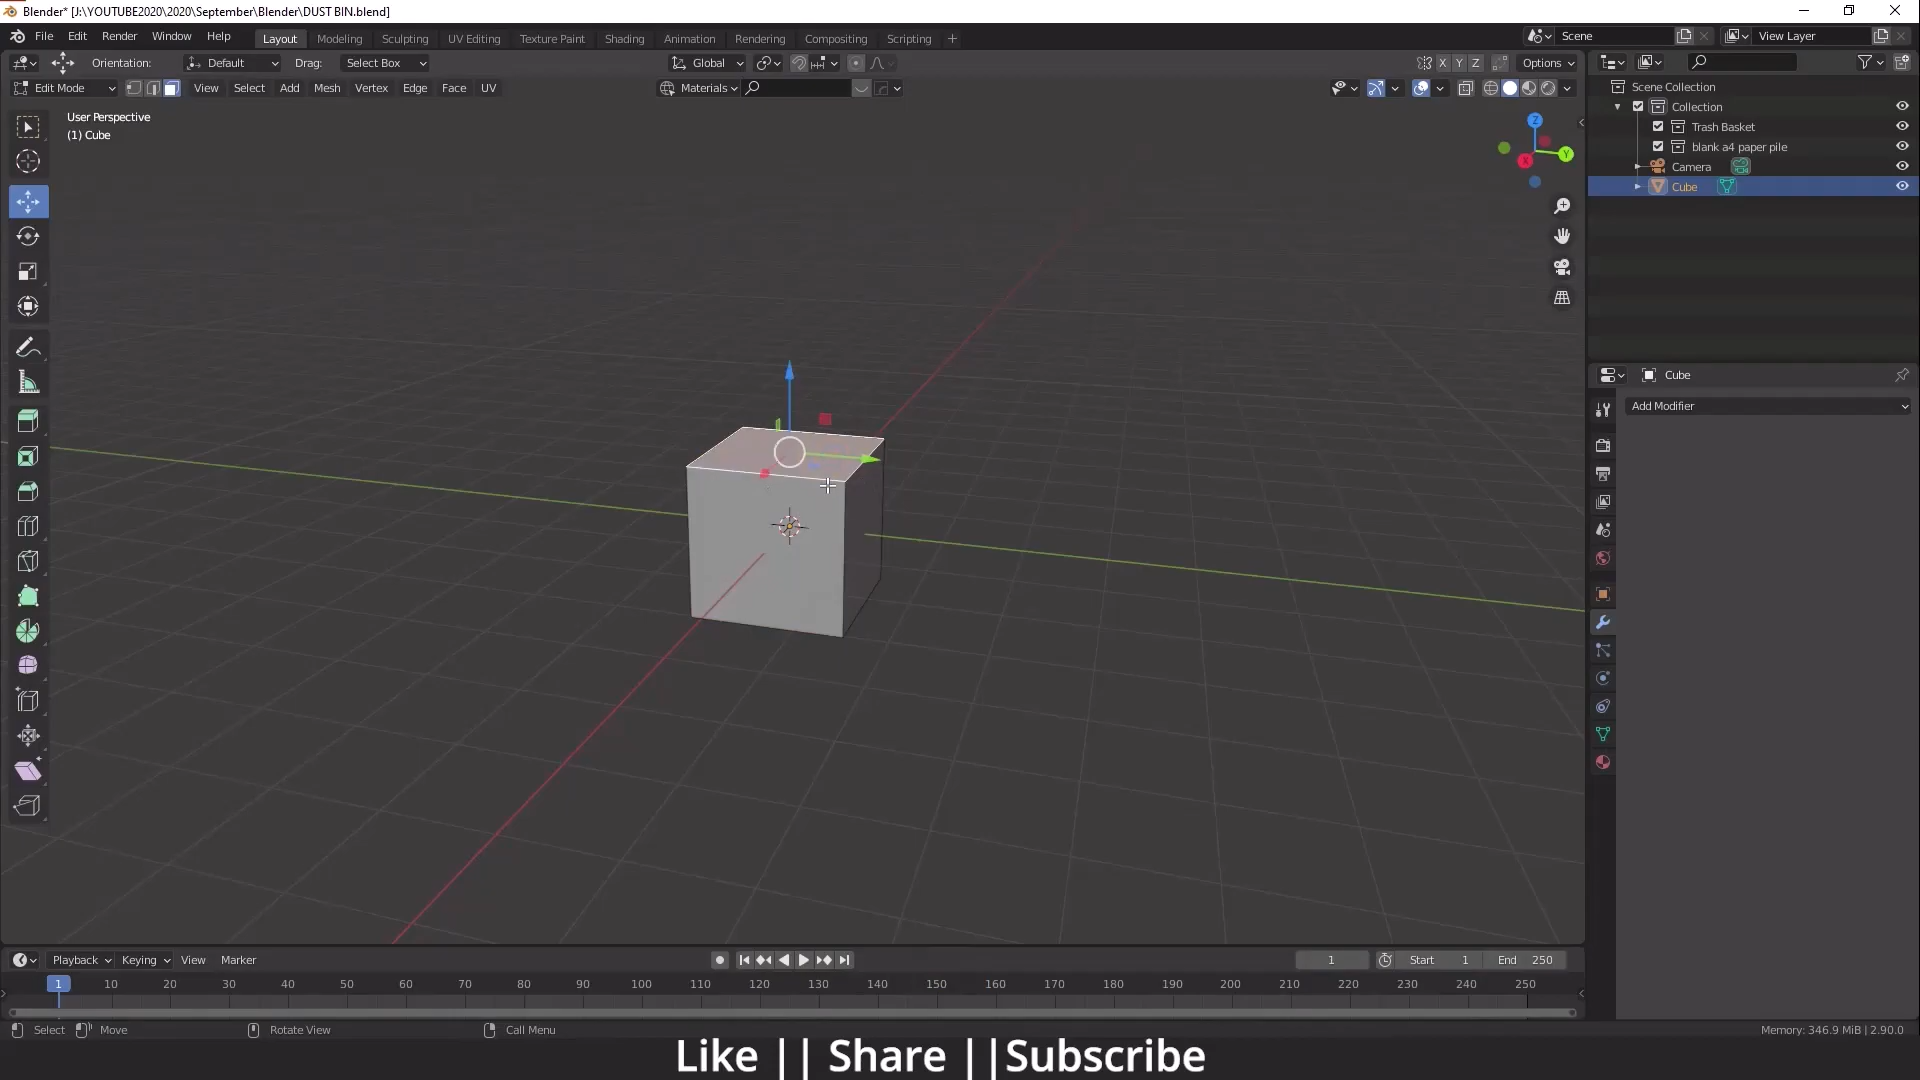 Blender* [J:\YOUTUBE2020\2020\September\Blender\DUST BIN.blend]
File Edit Render Window Help Layout Modeling Sculpting UV Editing Texture Paint Shading Animation Rendering Compositing Scripting + Scene View Layer
Orientation: Default Drag: Select Box Global X Y Z Options
Edit Mode View Select Add Mesh Vertex Edge Face UV Materials
User Perspective
(1) Cube
Z
Y
X
Scene Collection
Collection
Trash Basket
blank a4 paper pile
Camera
Cube
Cube
Add Modifier
Playback Keying View Marker 1 Start 1 End 250
1 10 20 30 40 50 60 70 80 90 100 110 120 130 140 150 160 170 180 190 200 210 220 230 240 250
Select Move Rotate View Call Menu Memory: 346.9 MiB | 2.90.0
Like || Share ||Subscribe